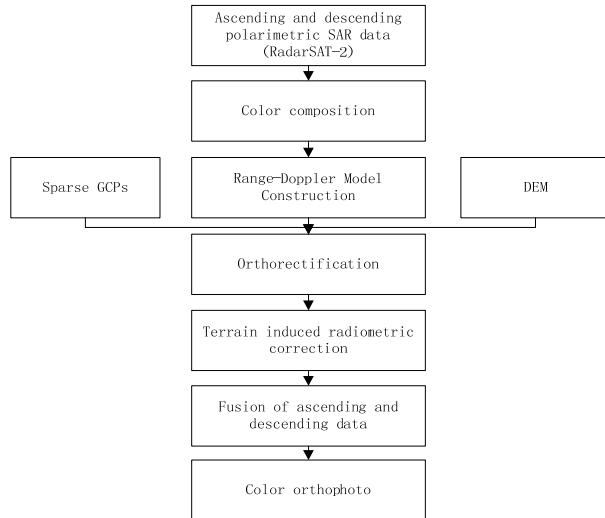 Ascending and descending
polarimetric SAR data
(RadarSAT-2)
Color composition
Sparse GCPs
Range-Doppler Model
Construction
DEM
Orthorectification
Terrain induced radiometric
correction
Fusion of ascending and
descending data
Color orthophoto